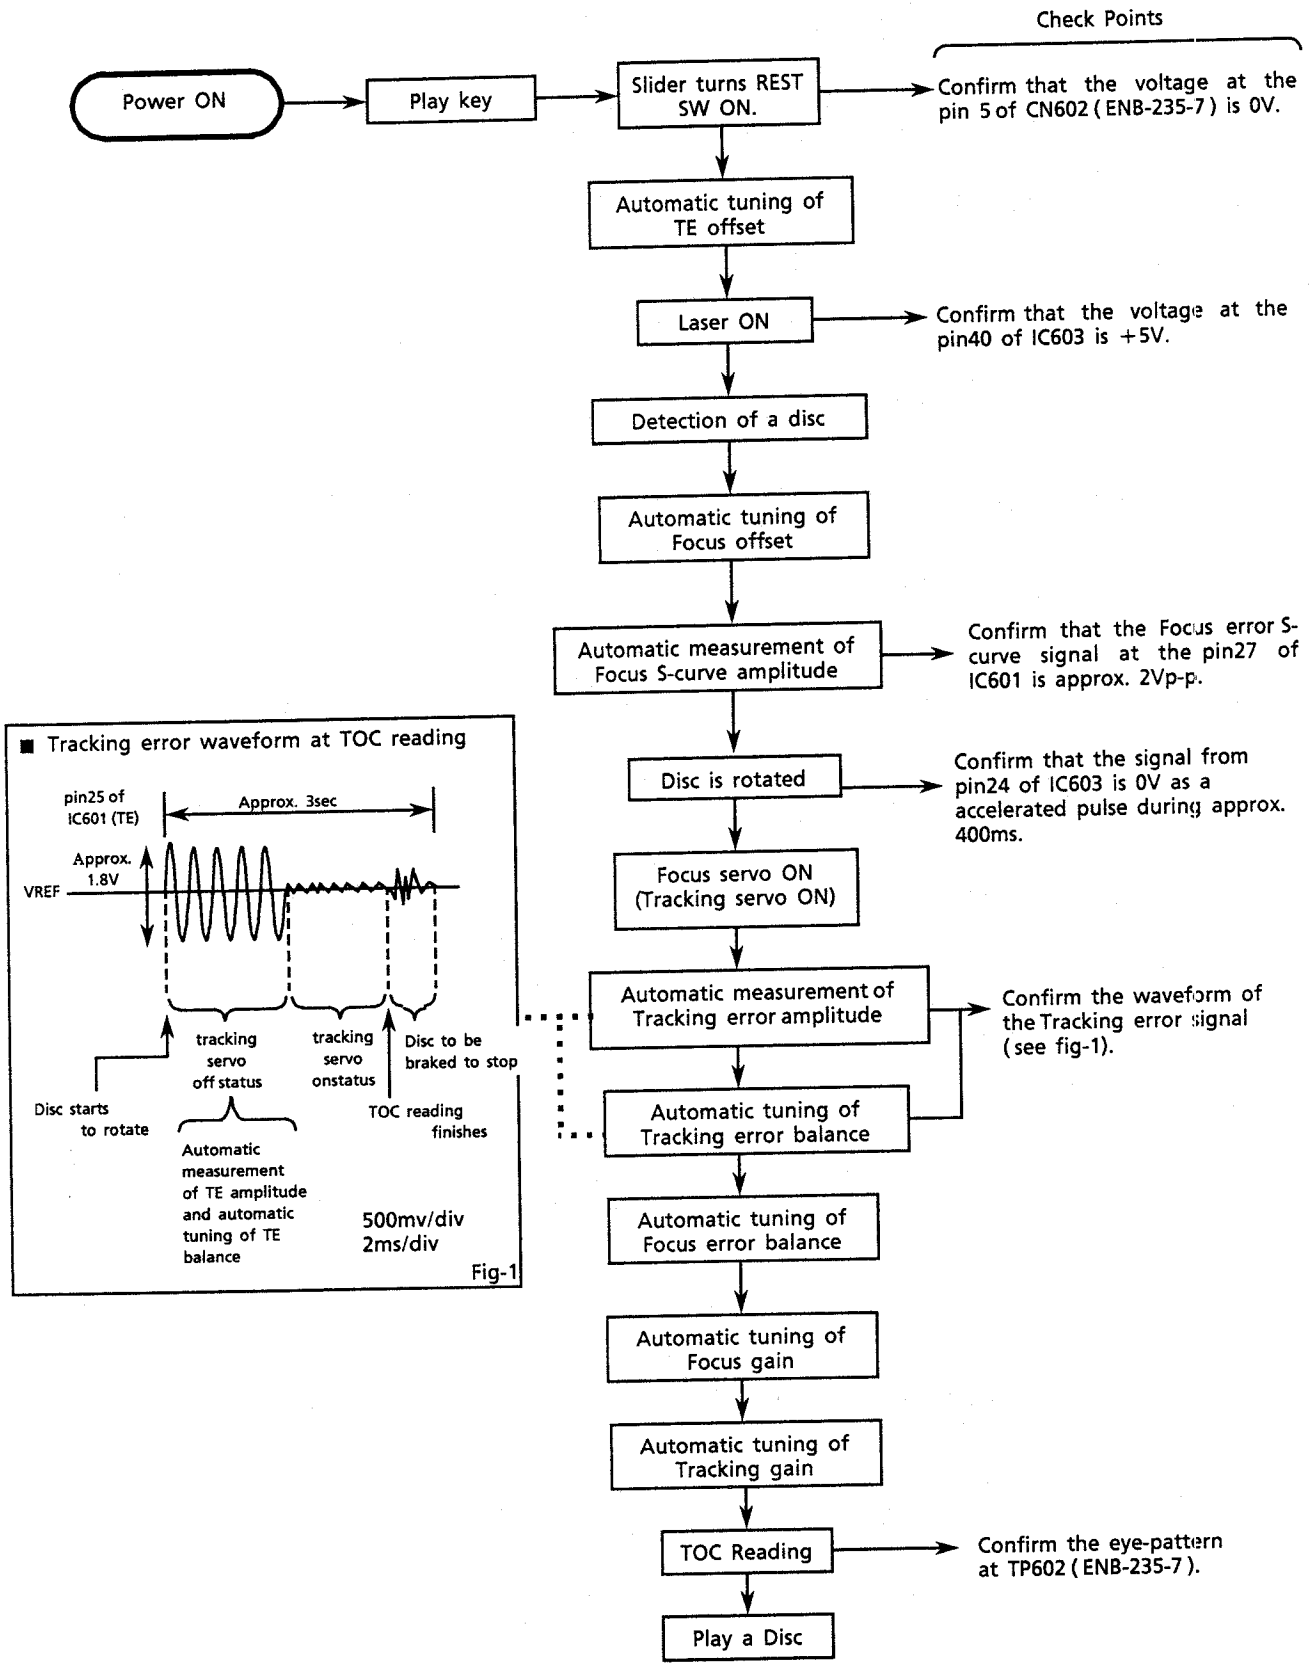 Check Points
Power ON
Play key
Slider turns REST
SW ON.
Confirm that the voltage at the
pin 5 of CN602 ( ENB-235-7 ) is 0V.
Automatic tuning of
TE offset
Laser ON
Confirm that the voltage at the
pin40 of IC603 is +5V.
Detection of a disc
Automatic tuning of
Focus offset
Automatic measurement of
Focus S-curve amplitude
Confirm that the Focus error S-
curve signal at the pin27 of
IC601 is approx. 2Vp-p.
Disc is rotated
Confirm that the signal from
pin24 of IC603 is 0V as a
accelerated pulse during approx.
400ms.
Focus servo ON
(Tracking servo ON)
Automatic measurement of
Tracking error amplitude
Confirm the waveform of
the Tracking error signal
( see fig-1).
Automatic tuning of
Tracking error balance
Automatic tuning of
Focus error balance
Automatic tuning of
Focus gain
Automatic tuning of
Tracking gain
TOC Reading
Confirm the eye-pattern
at TP602 ( ENB-235-7 ).
Play a Disc
■ Tracking error waveform at TOC reading
pin25 of
IC601 (TE)
Approx. 3sec
Approx.
1.8V
VREF
tracking
servo
off status
tracking
servo
onstatus
Disc to be
braked to stop
Disc starts
to rotate
TOC reading
finishes
Automatic
measurement
of TE amplitude
and automatic
tuning of TE
balance
500mv/div
2ms/div
Fig-1